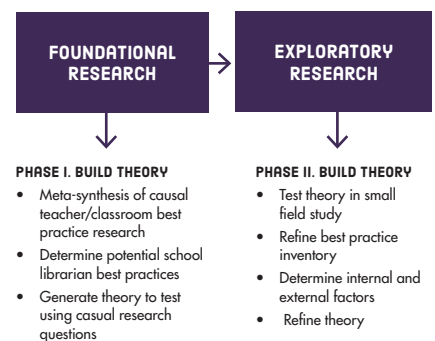 FOUNDATIONAL
RESEARCH
EXPLORATORY
RESEARCH
PHASE I. BUILD THEORY
• Meta-synthesis of causal
teacher/classroom best
practice research
• Determine potential school
librarian best practices
• Generate theory to test
using casual research
questions
PHASE II. BUILD THEORY
• Test theory in small
field study
• Refine best practice
inventory
• Determine internal and
external factors
• Refine theory